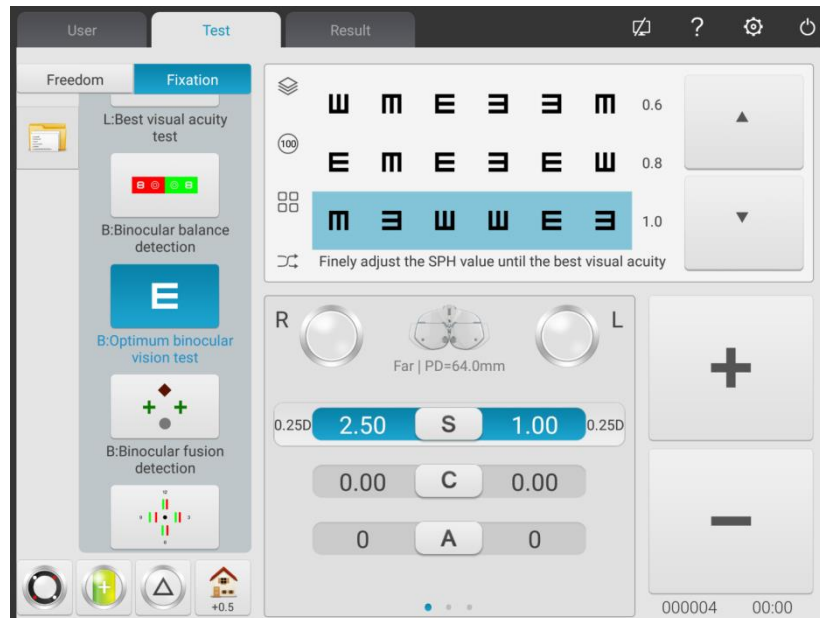 User Test Result ?
Freedom Fixation
L:Best visual acuity
test
B:Binocular balance
detection
E
B:Optimum binocular
vision test
B:Binocular fusion
detection
+0.5
100
0.6
0.8
1.0
Finely adjust the SPH value until the best visual acuity
R L
Far | PD=64.0mm
0.25D 2.50 S 1.00 0.25D
0.00 C 0.00
0 A 0
+
−
000004 00:00